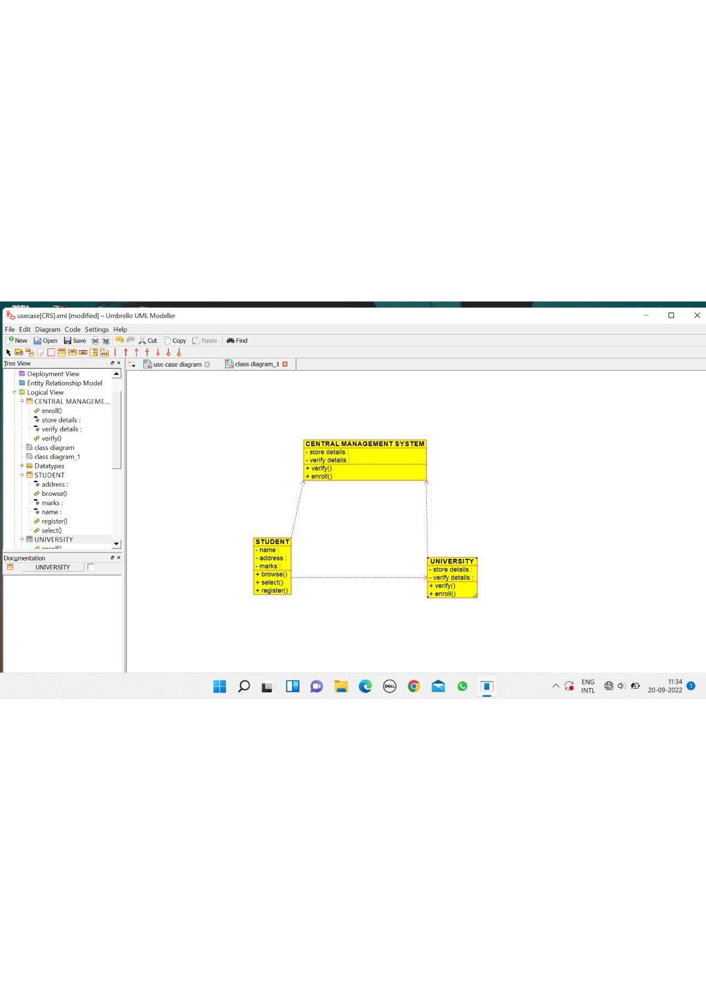 usecase[CRS].xmi [modified] – Umbrello UML Modeller
File Edit Diagram Code Settings Help
New Open Save Cut Copy Paste Find
Tree View
use case diagram class diagram_1
Deployment View
Entity Relationship Model
Logical View
CENTRAL MANAGEME...
enroll()
store details :
verify details :
verify()
class diagram
class diagram_1
Datatypes
STUDENT
address :
browse()
marks :
name :
register()
select()
UNIVERSITY
enroll()
Documentation
UNIVERSITY
CENTRAL MANAGEMENT SYSTEM
- store details :
- verify details :
+ verify()
+ enroll()
STUDENT
- name :
- address :
- marks :
+ browse()
+ select()
+ register()
UNIVERSITY
- store details :
- verify details :
+ verify()
+ enroll()
DELL
ENG
INTL
11:34
20-09-2022
1